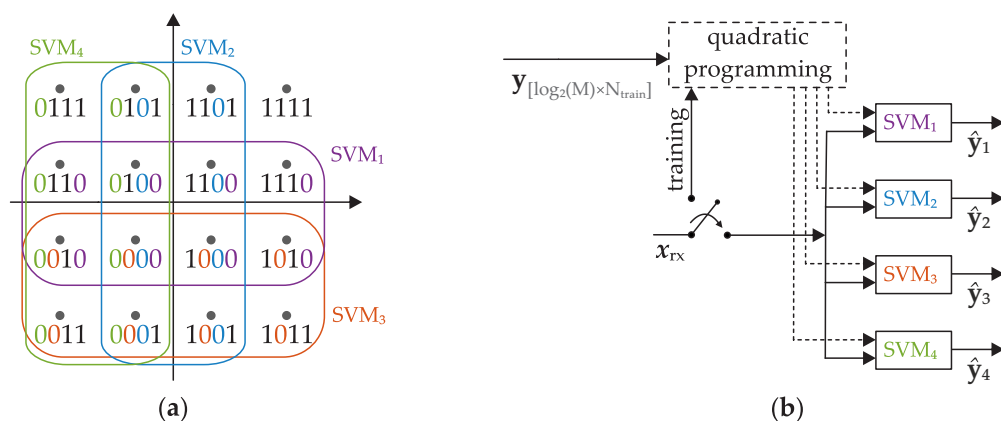 SVM₄
SVM₂
0111 0101 1101 1111
SVM₁
0110 0100 1100 1110
0010 0000 1000 1010
SVM₃
0011 0001 1001 1011
(a)
quadratic
programming
y[log₂(M)×Nₜᵣₐᵢₙ]
training
xᵣₓ
SVM₁
ŷ₁
SVM₂
ŷ₂
SVM₃
ŷ₃
SVM₄
ŷ₄
(b)